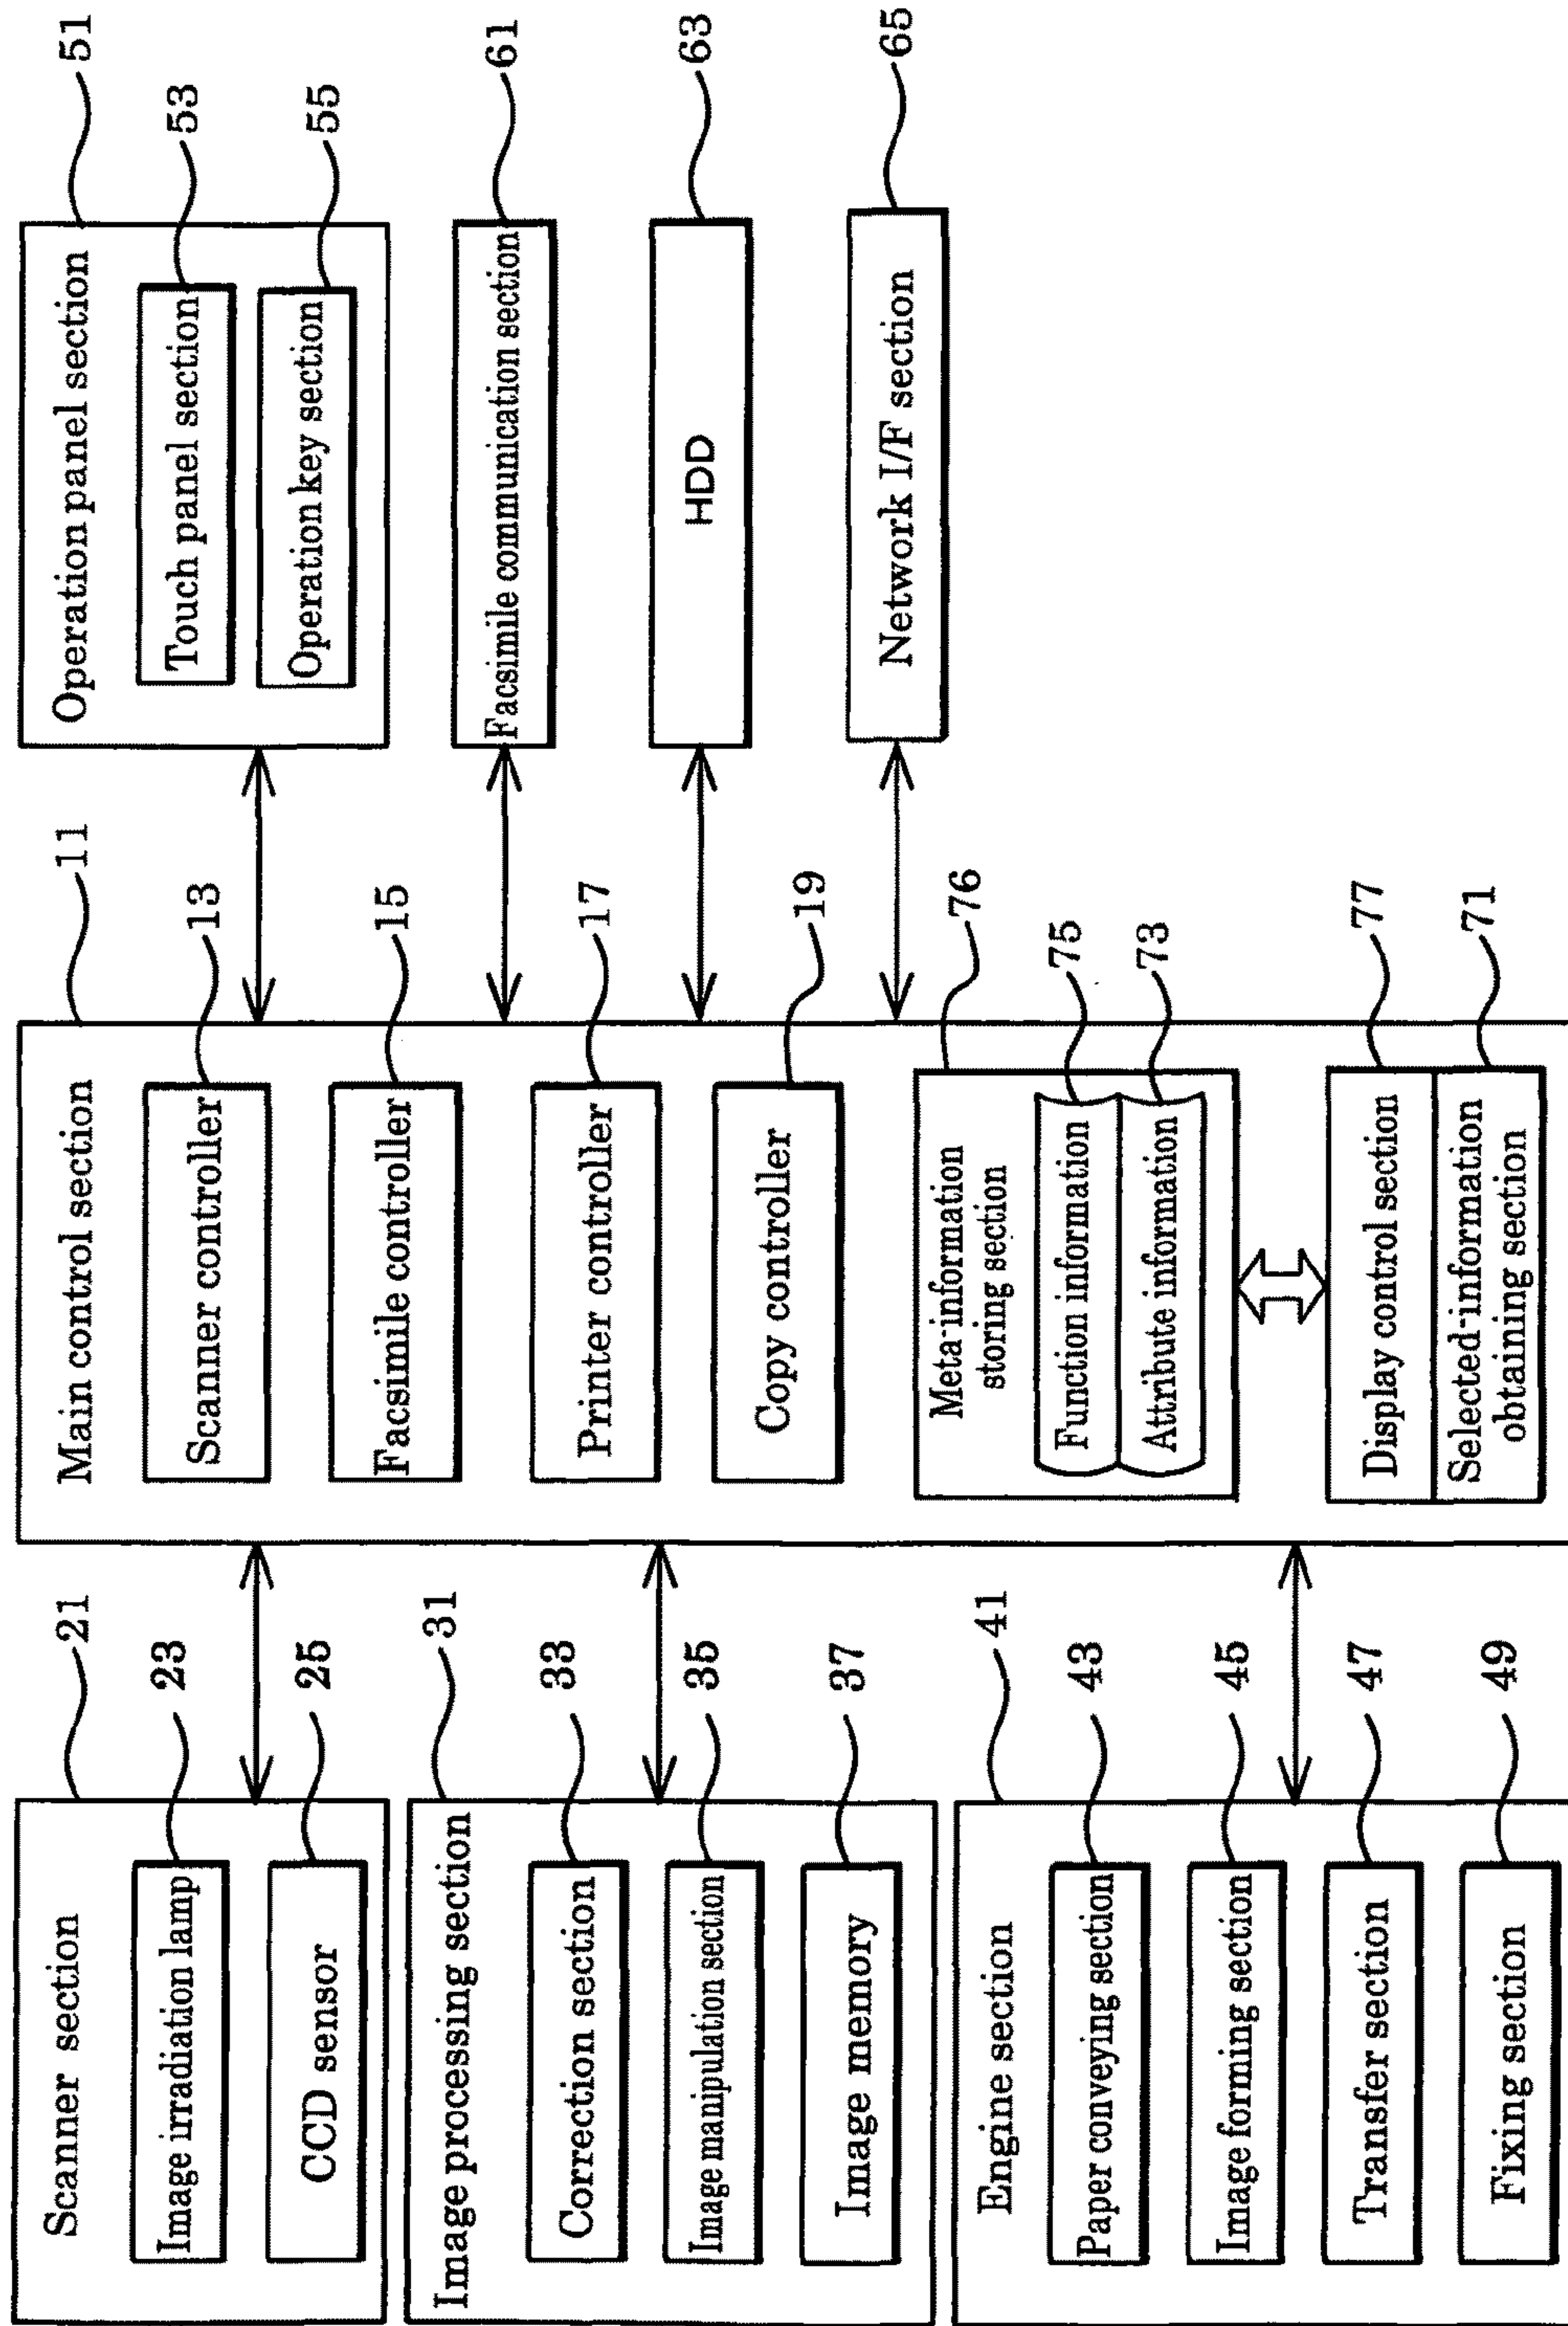 Scanner section
21
Image irradiation lamp
23
CCD sensor
25
Image processing section
31
Correction section
33
Image manipulation section
35
Image memory
37
Engine section
41
Paper conveying section
43
Image forming section
45
Transfer section
47
Fixing section
49
Main control section
11
Scanner controller
13
Facsimile controller
15
Printer controller
17
Copy controller
19
Meta-information
storing section
76
Function information
75
Attribute information
73
Display control section
77
Selected-information
obtaining section
71
Operation panel section
51
Touch panel section
53
Operation key section
55
Facsimile communication section
61
HDD
63
Network I/F section
65